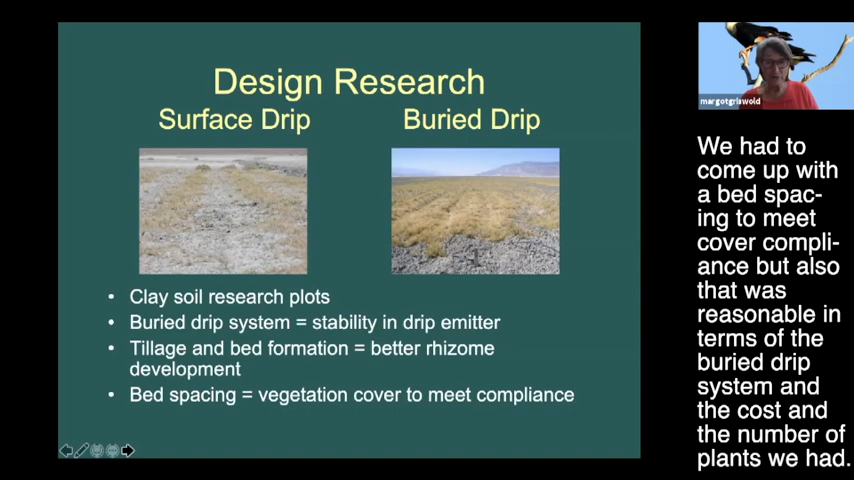 Design Research
Surface Drip
Buried Drip
• Clay soil research plots
• Buried drip system = stability in drip emitter
• Tillage and bed formation = better rhizome
development
• Bed spacing = vegetation cover to meet compliance
margotgriswold
We had to
come up with
a bed spac-
ing to meet
cover compli-
ance but also
that was
reasonable in
terms of the
buried drip
system and
the cost and
the number of
plants we had.